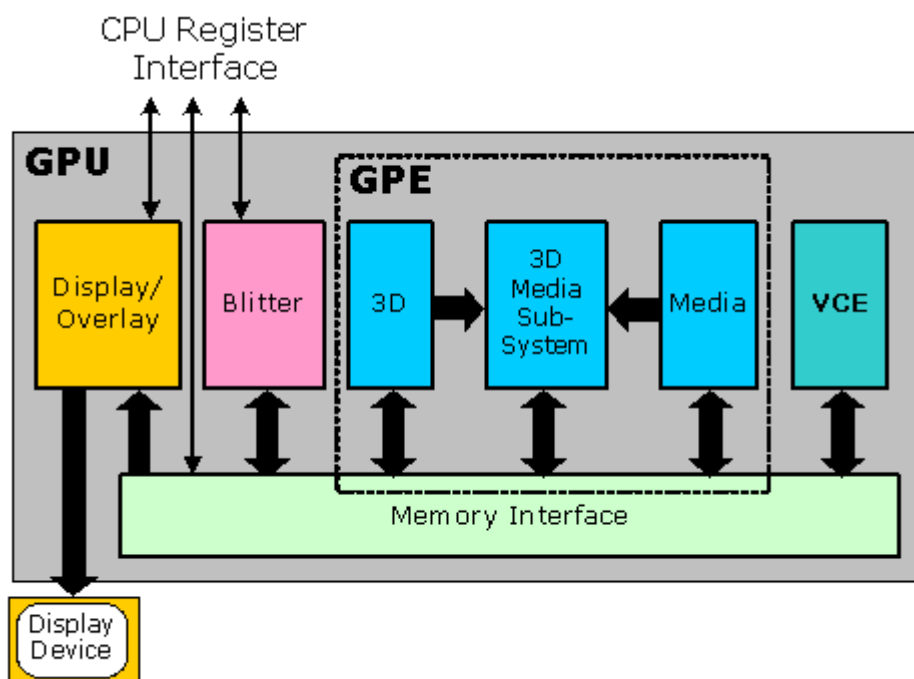 CPU Register
Interface
GPU
GPE
Display/
Overlay
Blitter
3D
3D
Media
Sub-
System
Media
VCE
Memory Interface
Display
Device